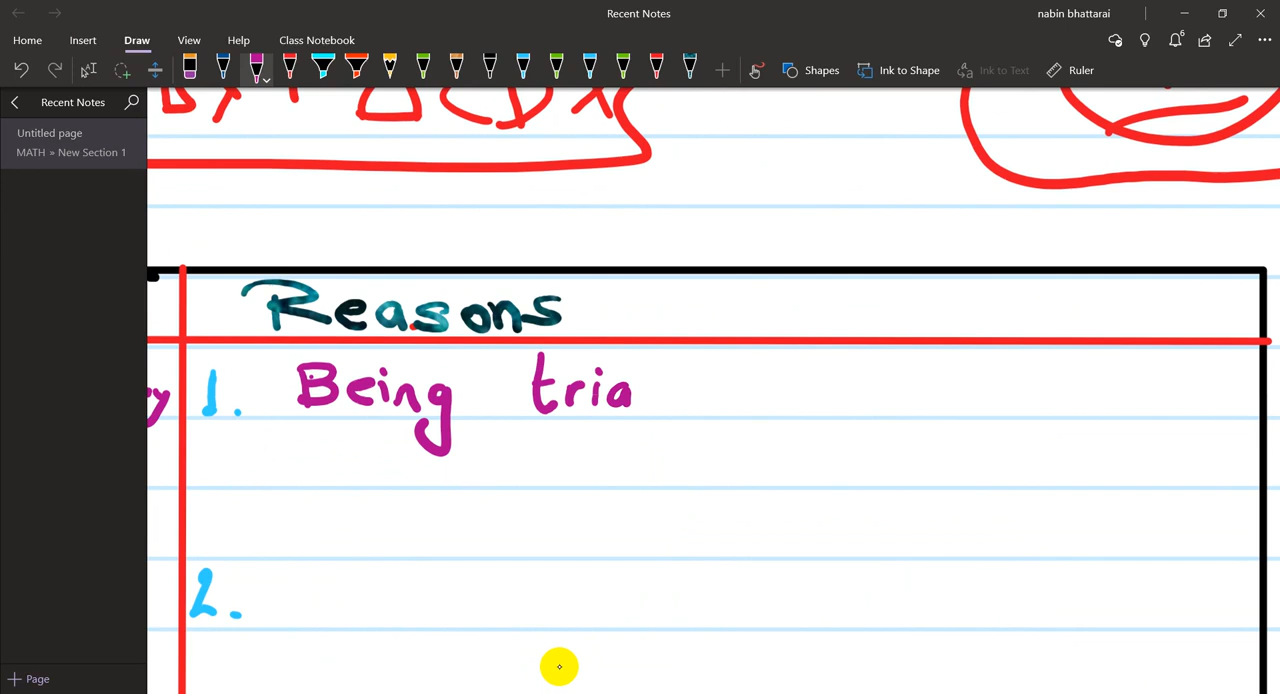 Recent Notes
nabin bhattarai
6
Home Insert Draw View Help Class Notebook
Shapes Ink to Shape Ink to Text Ruler
Recent Notes
Untitled page
MATH » New Section 1
Reasons
y 1. Being tria
2.
Page